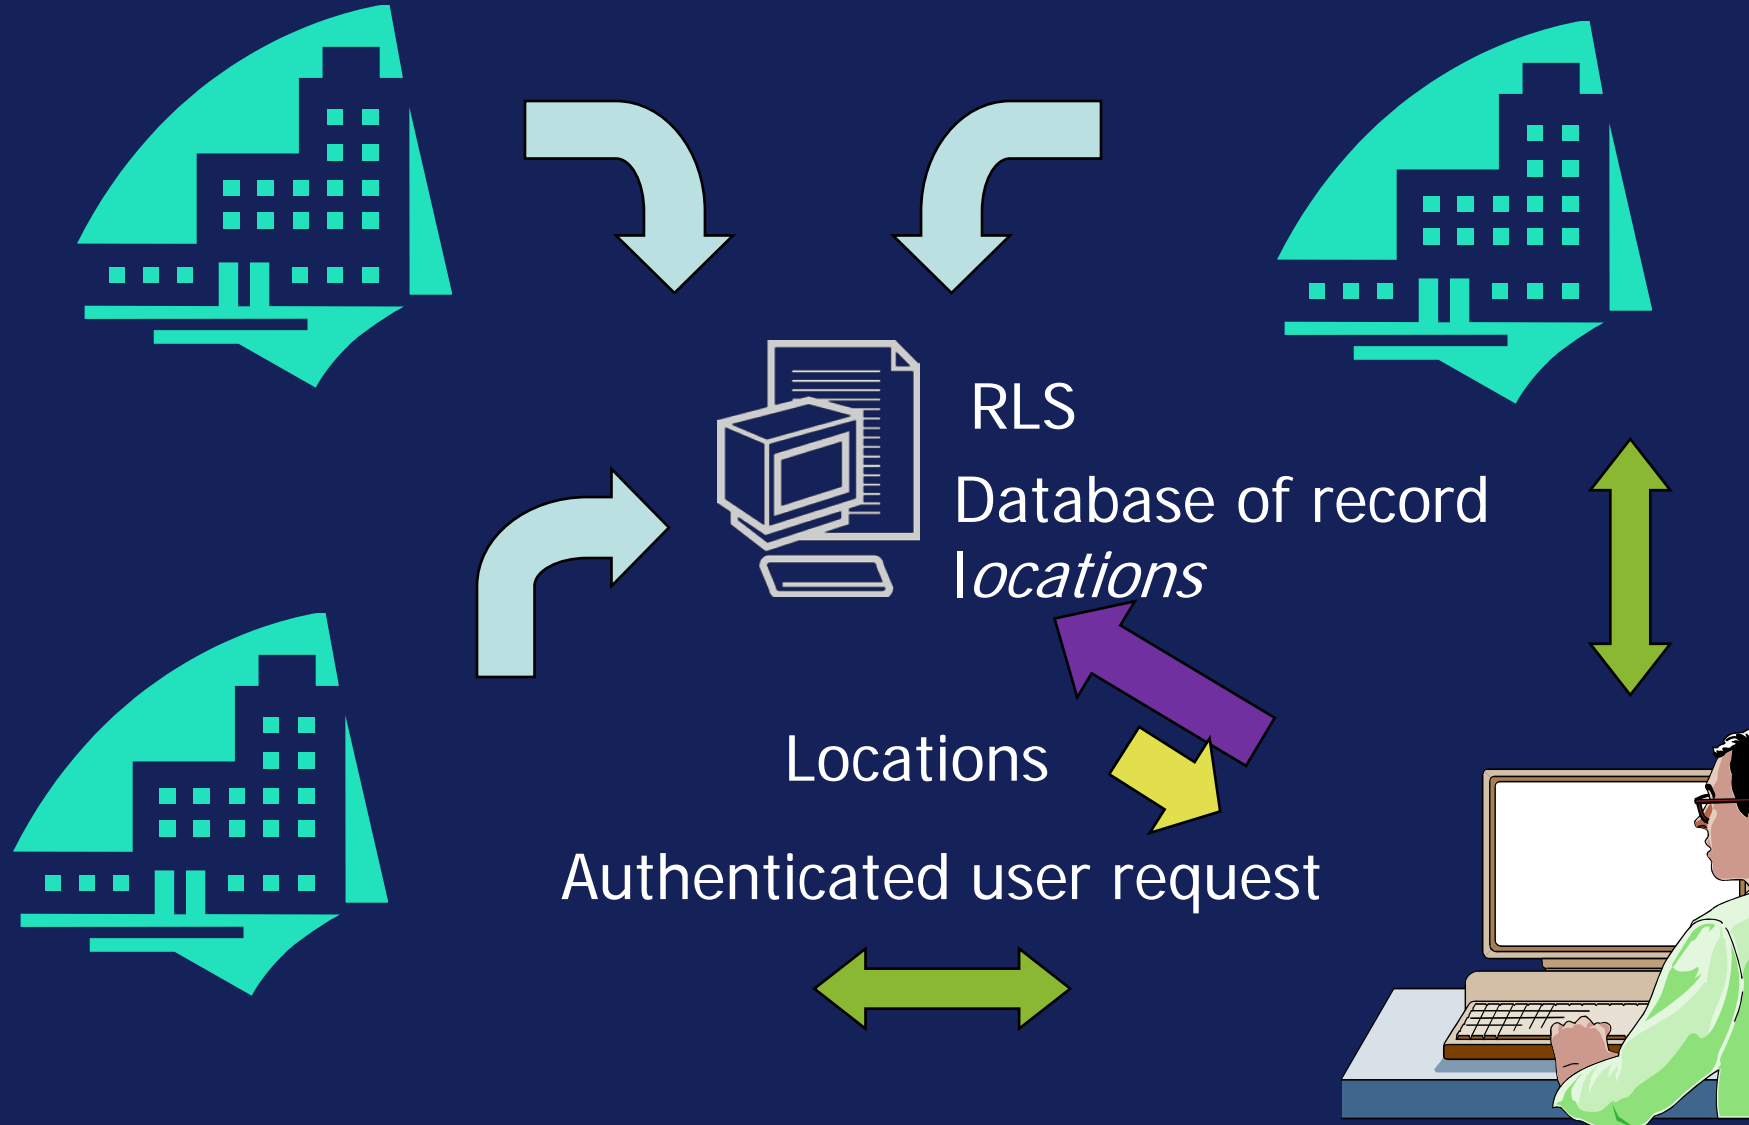 RLS
Database of record
locations
Locations
Authenticated user request